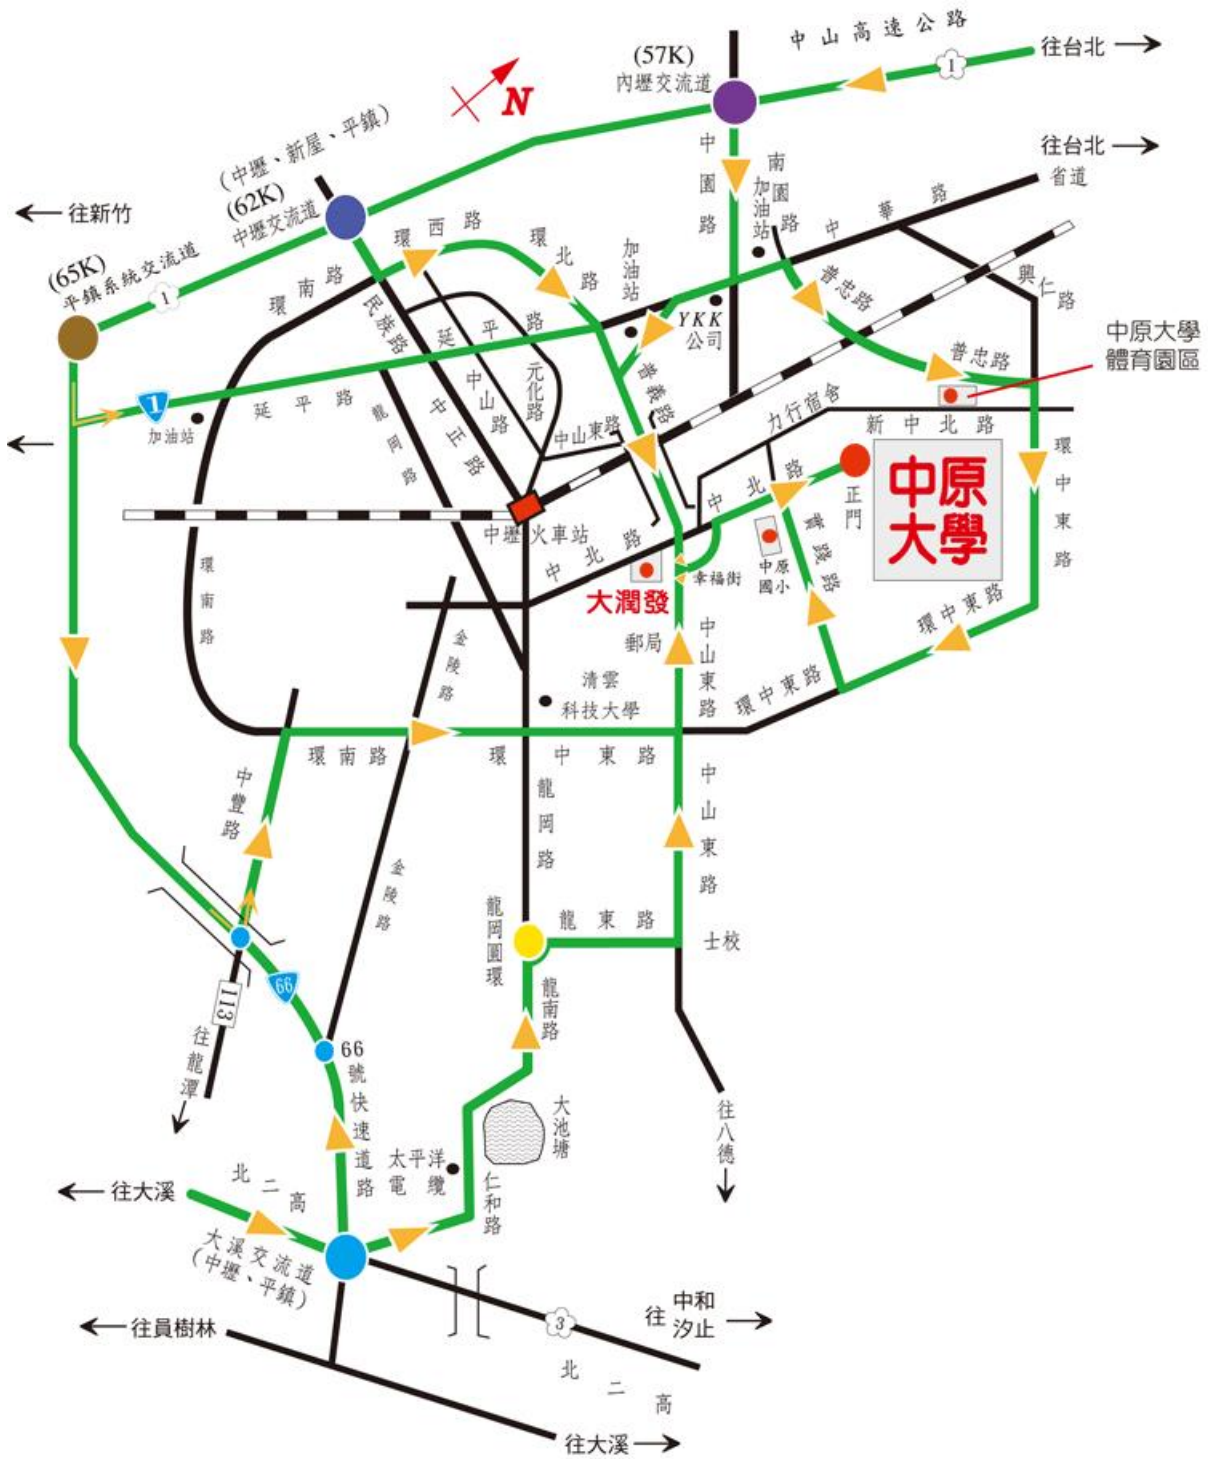 中山高速公路
往台北
1
(57K)
內壢交流道
N
往台北
省道
(中壢、新屋、平鎮)
(62K)
中壢交流道
往新竹
(65K)
平鎮系統交流道
1
中園路
南園路
加油站
中華路
環西路
環北路
加油站
環南路
民族路
延平路
YKK
公司
普忠路
興仁路
中原大學
體育園區
普忠路
普義路
元化路
中山路
中正路
中山東路
力行宿舍
新中北路
1
延平路
加油站
龍岡路
中原
大學
正門
環中東路
中北路
中壢火車站
中北路
實踐路
中原
國小
幸福街
大潤發
環南路
郵局
中山東路
環中東路
環中東路
金陵路
清雲
科技大學
環南路
環中東路
中豐路
龍岡路
中山東路
金陵路
龍岡圓環
龍東路
士校
66
113
龍南路
往龍潭
66
號快速道路
大池塘
往八德
太平洋
電纜
仁和路
往大溪
北二高
大溪交流道
(中壢、平鎮)
往員樹林
3
往
中和
汐止
北二高
往大溪